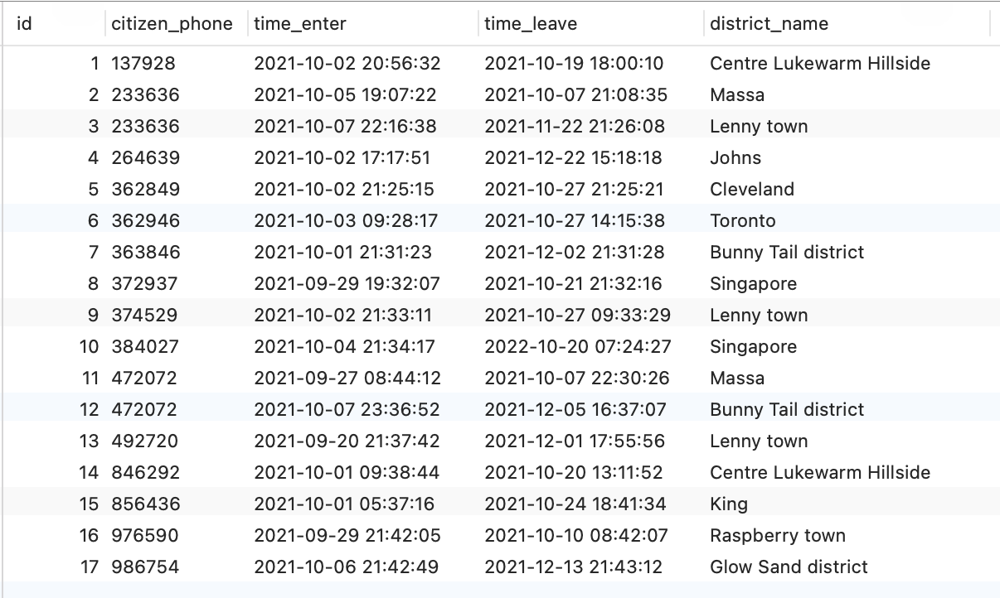 id citizen_phone time_enter time_leave district_name
1 137928 2021-10-02 20:56:32 2021-10-19 18:00:10 Centre Lukewarm Hillside
2 233636 2021-10-05 19:07:22 2021-10-07 21:08:35 Massa
3 233636 2021-10-07 22:16:38 2021-11-22 21:26:08 Lenny town
4 264639 2021-10-02 17:17:51 2021-12-22 15:18:18 Johns
5 362849 2021-10-02 21:25:15 2021-10-27 21:25:21 Cleveland
6 362946 2021-10-03 09:28:17 2021-10-27 14:15:38 Toronto
7 363846 2021-10-01 21:31:23 2021-12-02 21:31:28 Bunny Tail district
8 372937 2021-09-29 19:32:07 2021-10-21 21:32:16 Singapore
9 374529 2021-10-02 21:33:11 2021-10-27 09:33:29 Lenny town
10 384027 2021-10-04 21:34:17 2022-10-20 07:24:27 Singapore
11 472072 2021-09-27 08:44:12 2021-10-07 22:30:26 Massa
12 472072 2021-10-07 23:36:52 2021-12-05 16:37:07 Bunny Tail district
13 492720 2021-09-20 21:37:42 2021-12-01 17:55:56 Lenny town
14 846292 2021-10-01 09:38:44 2021-10-20 13:11:52 Centre Lukewarm Hillside
15 856436 2021-10-01 05:37:16 2021-10-24 18:41:34 King
16 976590 2021-09-29 21:42:05 2021-10-10 08:42:07 Raspberry town
17 986754 2021-10-06 21:42:49 2021-12-13 21:43:12 Glow Sand district